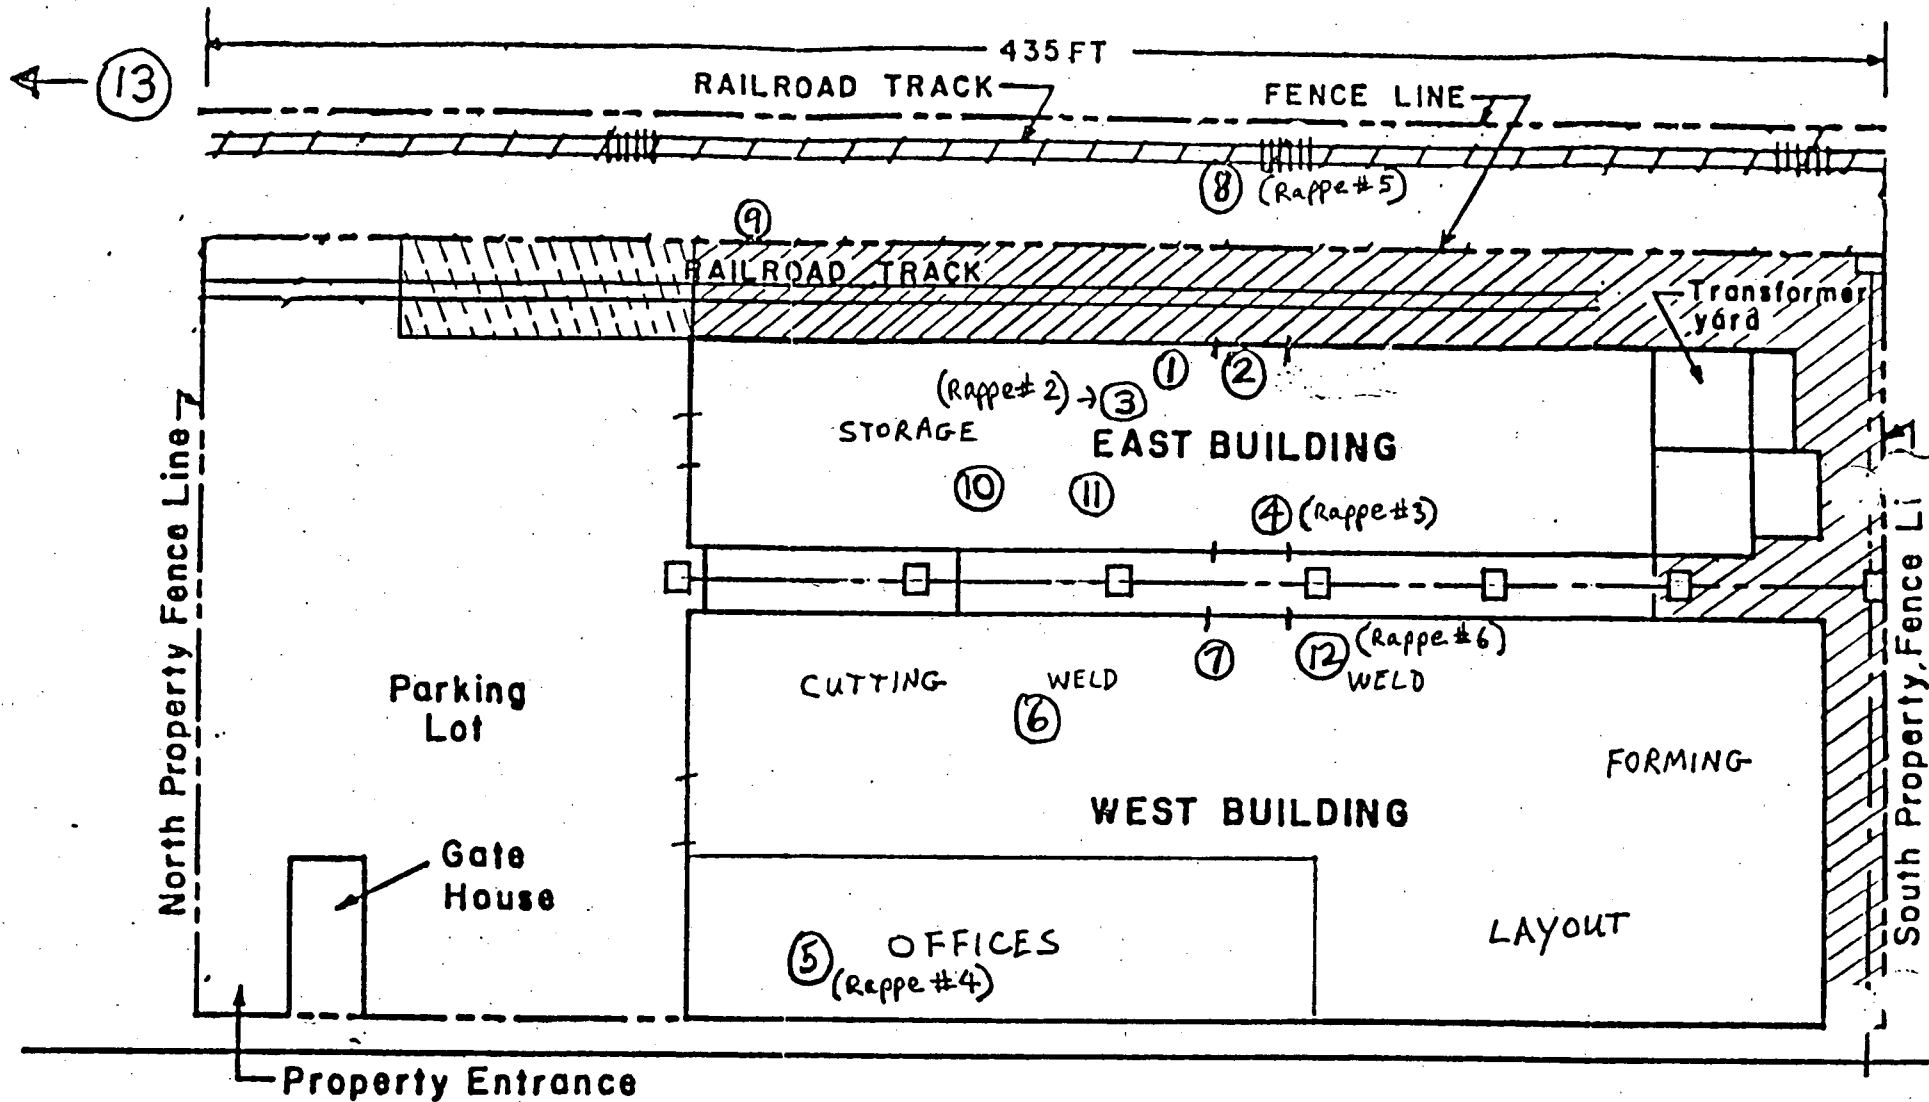 435 FT
13
RAILROAD TRACK
FENCE LINE
8 (Rappe #5)
9
RAILROAD TRACK
Transformer
yard
1
2
(Rappe #2) → 3
STORAGE
EAST BUILDING
10
11
4 (Rappe #3)
North Property Fence Line
South Property Fence Li
7
12 (Rappe #6)
CUTTING
WELD
WELD
6
Parking
Lot
FORMING
WEST BUILDING
Gate
House
5 OFFICES
(Rappe #4)
LAYOUT
Property Entrance